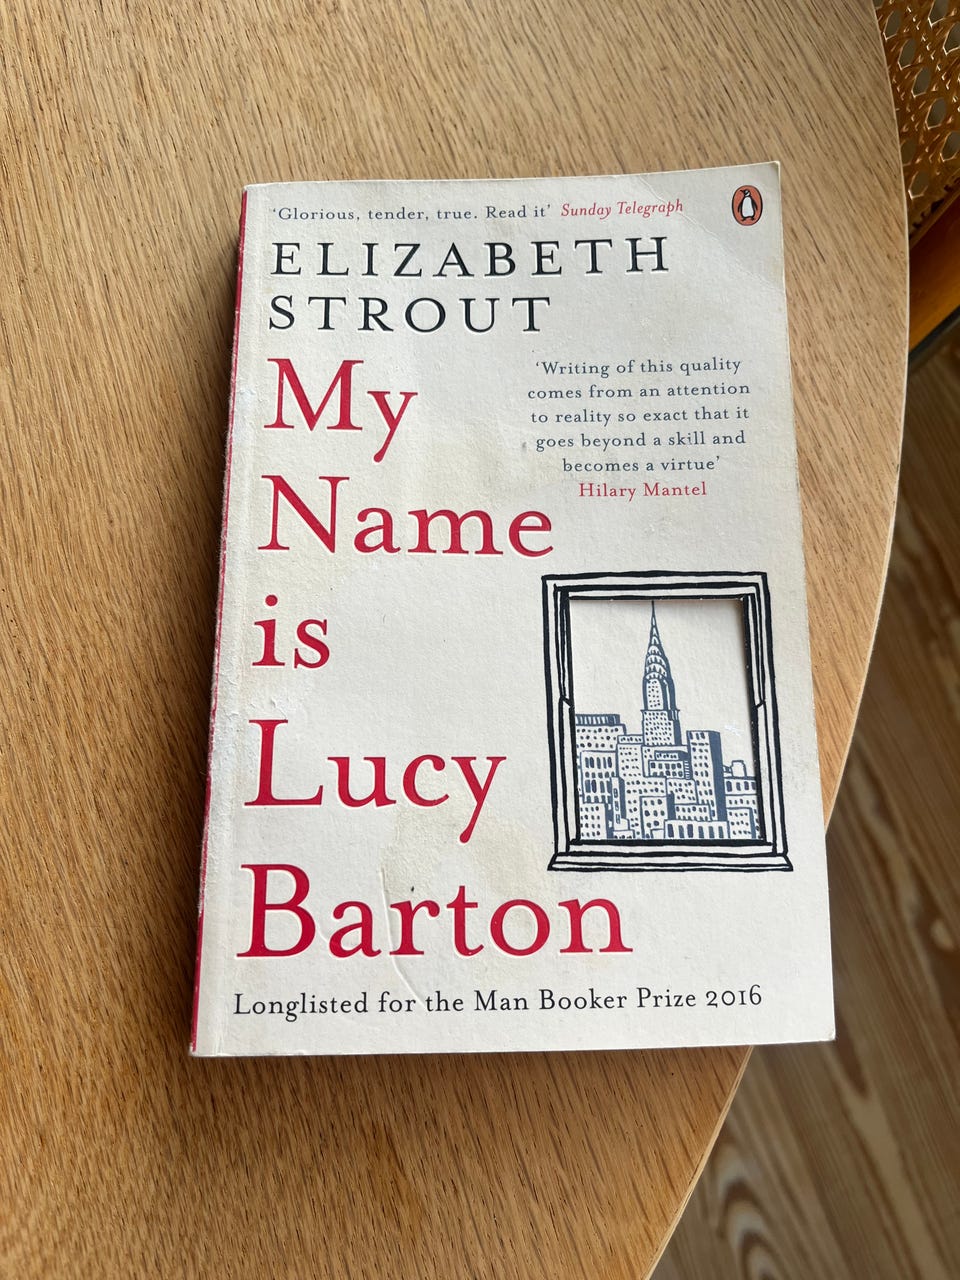 ‘Glorious, tender, true. Read it’ Sunday Telegraph
ELIZABETH
STROUT
My
Name
is
Lucy
Barton
‘Writing of this quality
comes from an attention
to reality so exact that it
goes beyond a skill and
becomes a virtue’
Hilary Mantel
Longlisted for the Man Booker Prize 2016